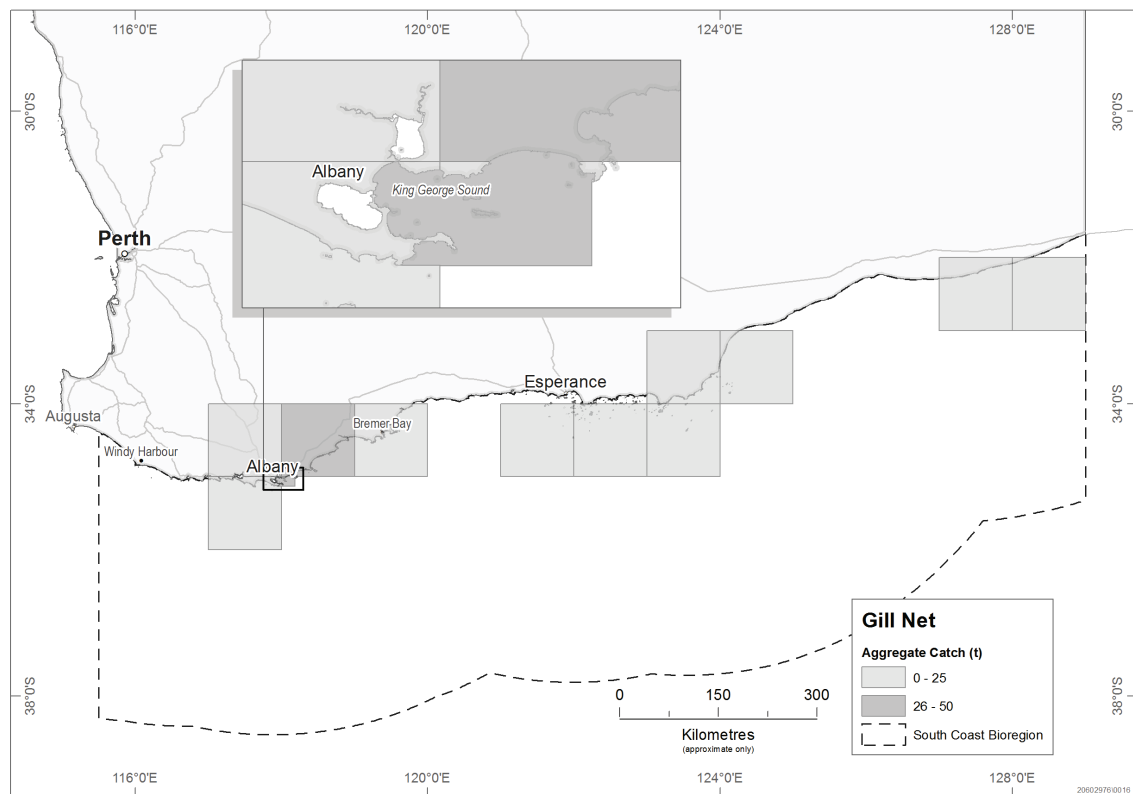 116°0'E
120°0'E
124°0'E
128°0'E
30°0'S
30°0'S
Albany
King George Sound
Perth
Esperance
34°0'S
34°0'S
Augusta
Bremer Bay
Windy Harbour
Albany
Gill Net
Aggregate Catch (t)
0 - 25
26 - 50
South Coast Bioregion
0 150 300
Kilometres
(approximate only)
38°0'S
38°0'S
116°0'E
120°0'E
124°0'E
128°0'E
20602976\0016